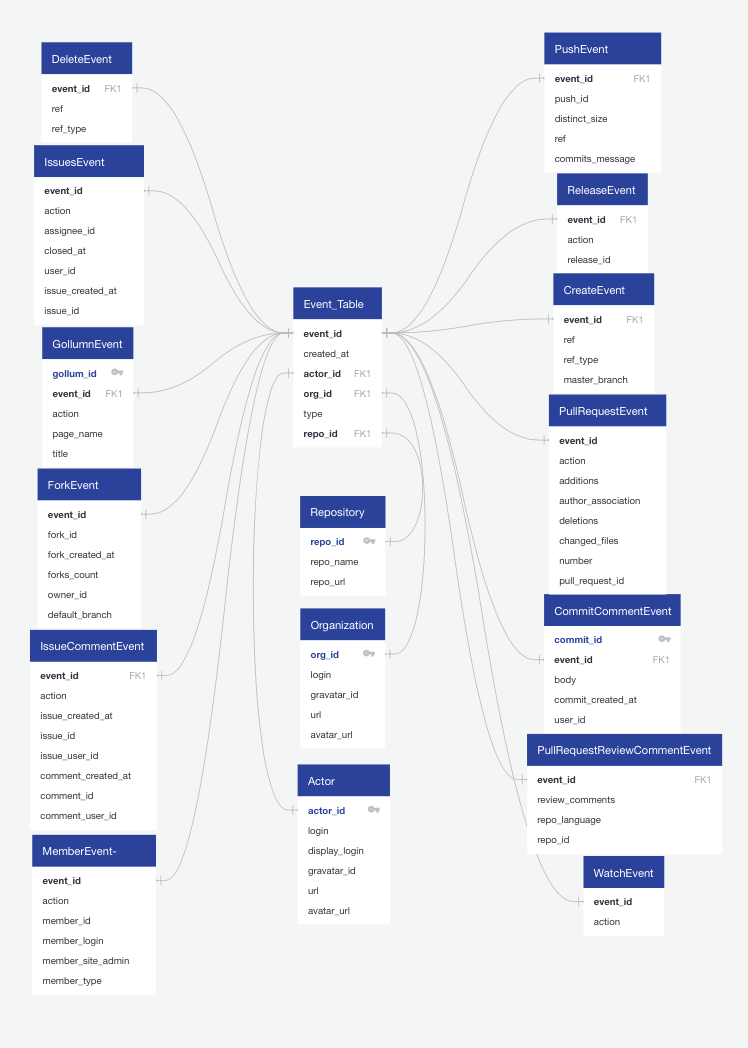 DeleteEvent
event_id FK1
ref
ref_type
IssuesEvent
event_id
action
assignee_id
closed_at
user_id
issue_created_at
issue_id
GollumnEvent
gollum_id
event_id FK1
action
page_name
title
ForkEvent
event_id
fork_id
fork_created_at
forks_count
owner_id
default_branch
IssueCommentEvent
event_id FK1
action
issue_created_at
issue_id
issue_user_id
comment_created_at
comment_id
comment_user_id
MemberEvent-
event_id
action
member_id
member_login
member_site_admin
member_type
Event_Table
event_id
created_at
actor_id FK1
org_id FK1
type
repo_id FK1
Repository
repo_id
repo_name
repo_url
Organization
org_id
login
gravatar_id
url
avatar_url
Actor
actor_id
login
display_login
gravatar_id
url
avatar_url
PushEvent
event_id FK1
push_id
distinct_size
ref
commits_message
ReleaseEvent
event_id FK1
action
release_id
CreateEvent
event_id FK1
ref
ref_type
master_branch
PullRequestEvent
event_id
action
additions
author_association
deletions
changed_files
number
pull_request_id
CommitCommentEvent
commit_id
event_id FK1
body
commit_created_at
user_id
PullRequestReviewCommentEvent
event_id FK1
review_comments
repo_language
repo_id
WatchEvent
event_id
action